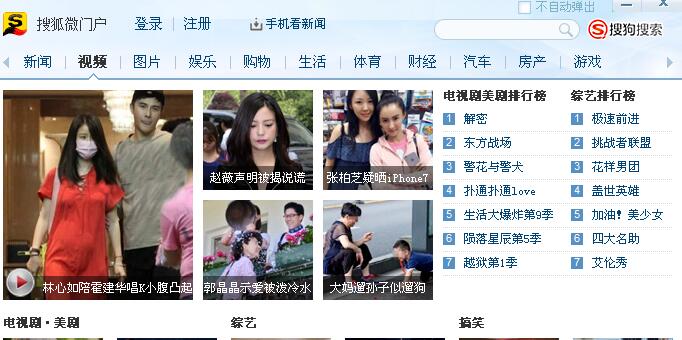 不自动弹出
搜狐微门户 登录 注册 手机看新闻 搜狗搜索
新闻 视频 图片 娱乐 购物 生活 体育 财经 汽车 房产 游戏
电视剧美剧排行榜 综艺排行榜
1 解密 1 极速前进
2 东方战场 2 挑战者联盟
3 警花与警犬 3 花祥男团
4 扑通扑通love 4 盖世英雄
5 生活大爆炸第9季 5 加油！美少女
6 陨落星辰第5季 6 四大名助
7 越狱第1季 7 艾伦秀
赵薇声明被揭说谎 张柏芝疑晒iPhone7
林心如陪霍建华唱K小腹凸起 郭晶晶示爱被泼冷水 大妈遛孙子似遛狗
电视剧·美剧 综艺 搞笑